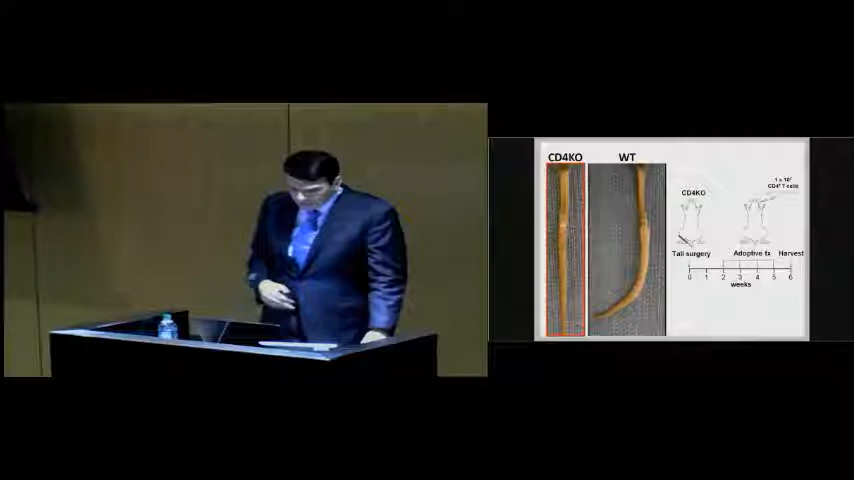 CD4KO
WT
1 x 10⁷
CD4⁺ T cells
CD4KO
Tail surgery
Adoptive tx
Harvest
0 1 2 3 4 5 6
weeks